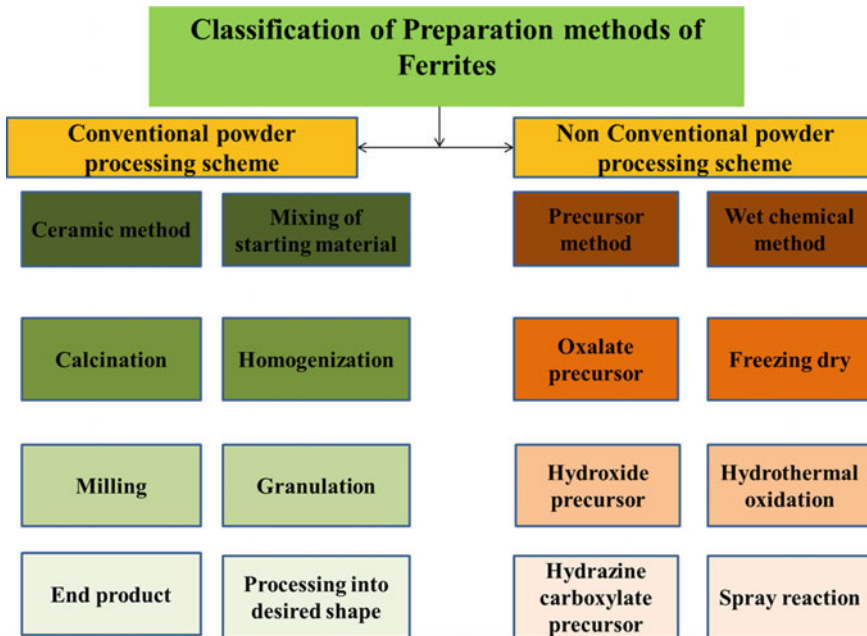 Classification of Preparation methods of
Ferrites
Conventional powder
processing scheme
Non Conventional powder
processing scheme
Ceramic method
Mixing of
starting material
Precursor
method
Wet chemical
method
Calcination
Homogenization
Oxalate
precursor
Freezing dry
Milling
Granulation
Hydroxide
precursor
Hydrothermal
oxidation
End product
Processing into
desired shape
Hydrazine
carboxylate
precursor
Spray reaction